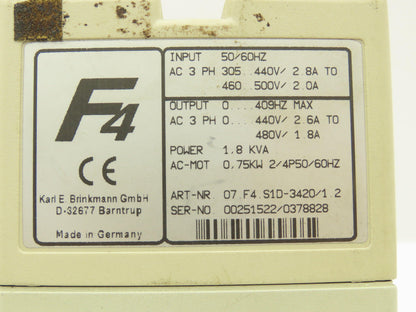 F4
CE
Karl E. Brinkmann GmbH
D-32677 Barntrup
Made in Germany
INPUT 50/60HZ
AC 3 PH 305...440V/ 2.8A TO
460...500V/ 2.0A
OUTPUT 0...409HZ MAX
AC 3 PH 0...440V/ 2.6A TO
480V/ 1.8A
POWER 1.8 KVA
AC-MOT 0,75KW 2/4P50/60HZ
ART-NR 07.F4.S1D-3420/1.2
SER-NO 00251522/0378828